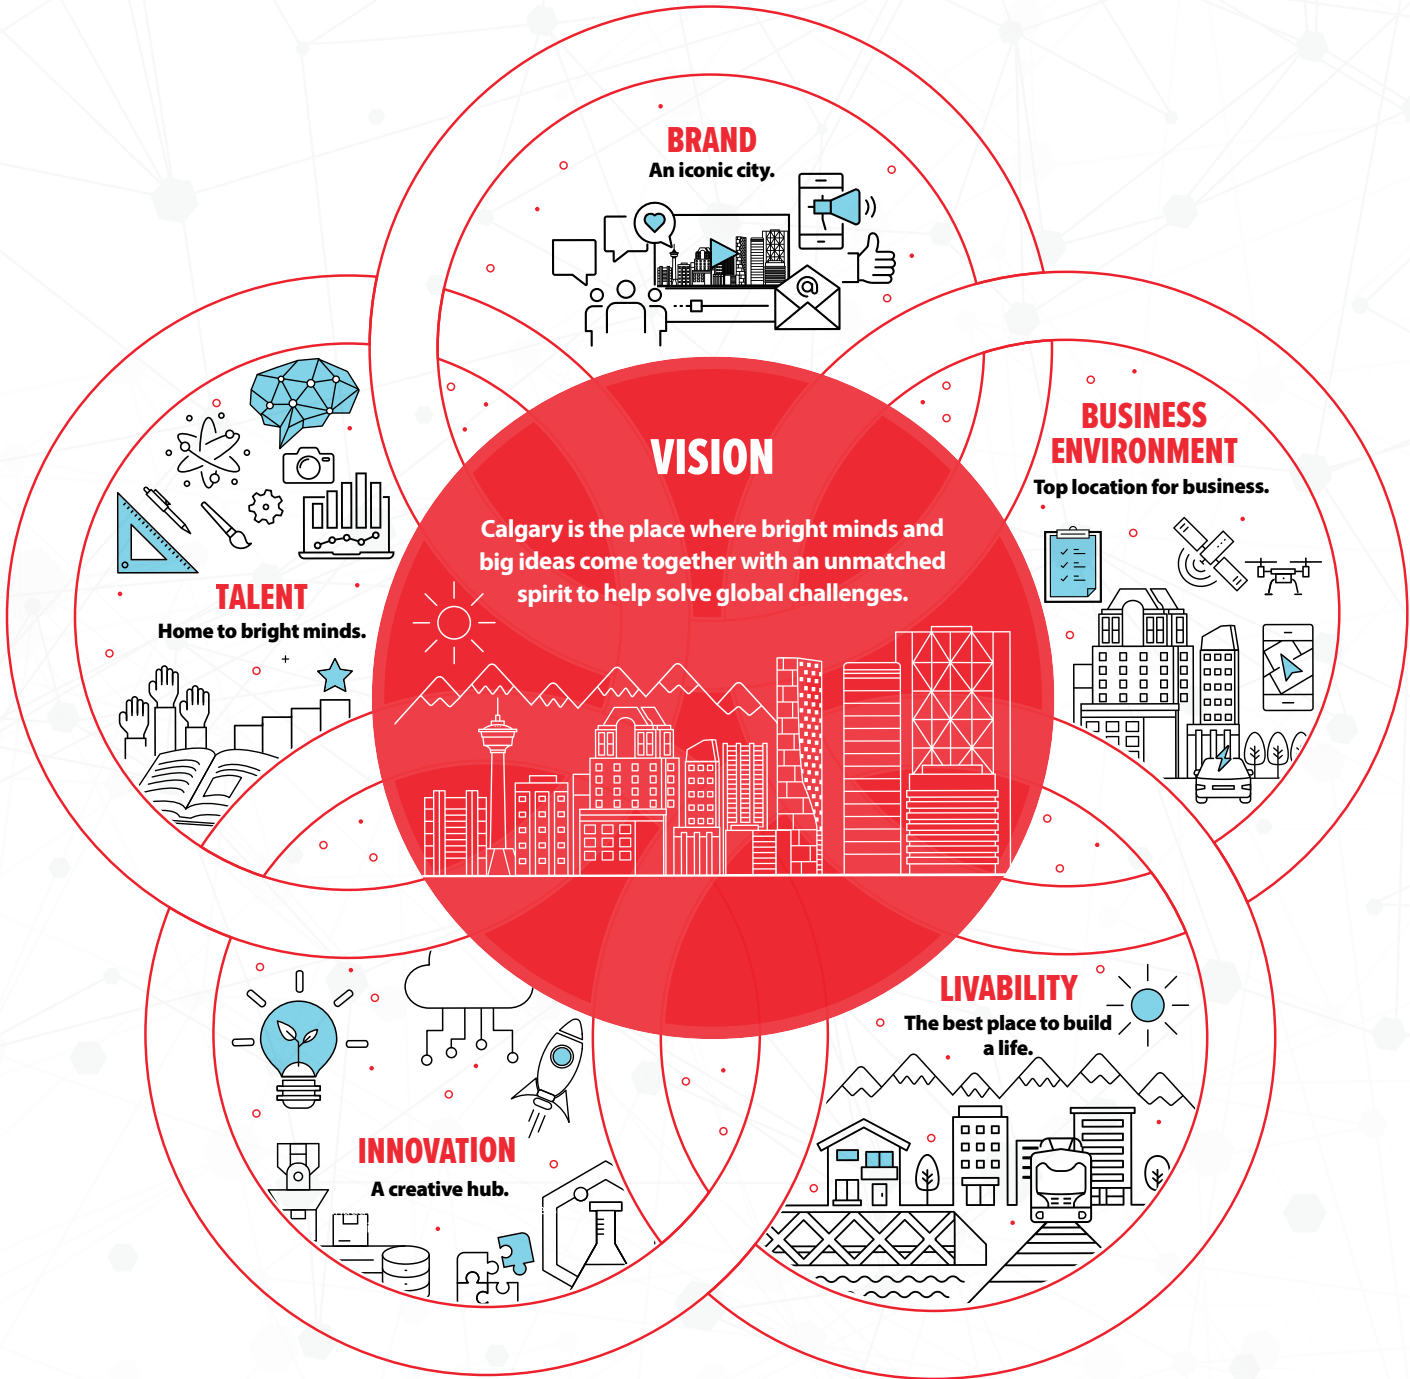 BRAND
An iconic city.
VISION
Calgary is the place where bright minds and
big ideas come together with an unmatched
spirit to help solve global challenges.
BUSINESS
ENVIRONMENT
Top location for business.
TALENT
Home to bright minds.
LIVABILITY
The best place to build
a life.
INNOVATION
A creative hub.